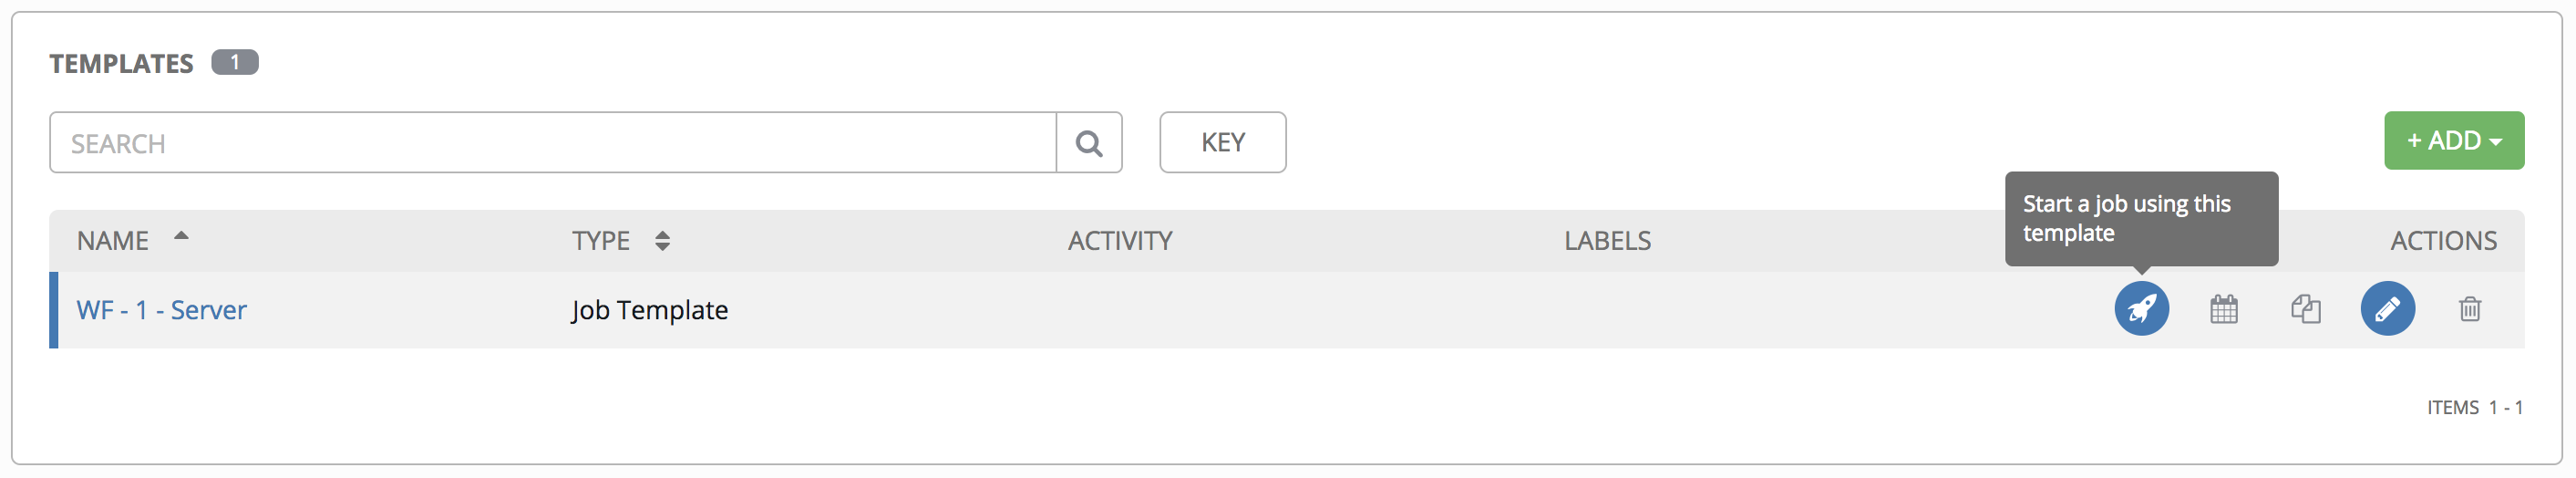 TEMPLATES 1
SEARCH
KEY
+ ADD
Start a job using this
template
NAME TYPE ACTIVITY LABELS ACTIONS
WF - 1 - Server Job Template
ITEMS 1 - 1